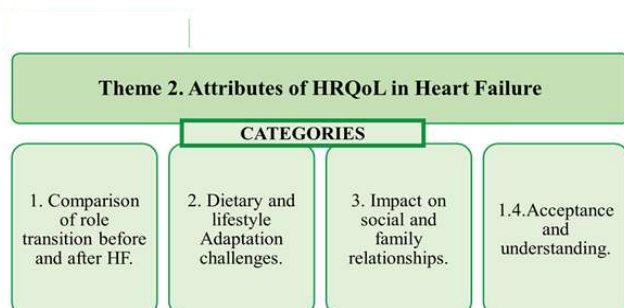 Theme 2. Attributes of HRQoL in Heart Failure
CATEGORIES
1. Comparison
of role
transition before
and after HF.
2. Dietary and
lifestyle
Adaptation
challenges.
3. Impact on
social and
family
relationships.
1.4.Acceptance
and
understanding.